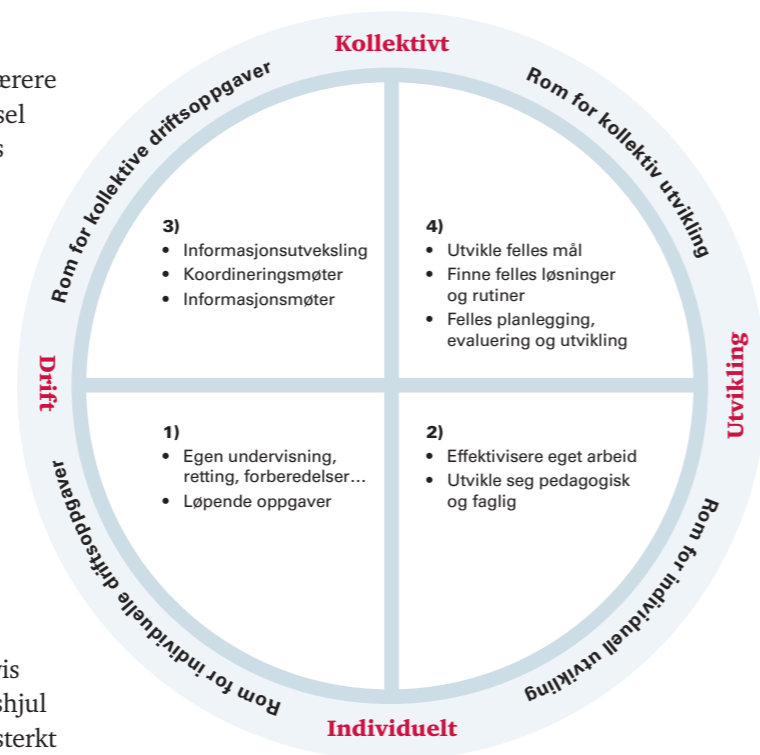 ærere
sel
s
Kollektivt
Rom for kollektive driftsoppgaver
Rom for kollektiv utvikling
3)
• Informasjonsutveksling
• Koordineringsmøter
• Informasjonsmøter
4)
• Utvikle felles mål
• Finne felles løsninger
og rutiner
• Felles planlegging,
evaluering og utvikling
Drift
Utvikling
1)
• Egen undervisning,
retting, forberedelser…
• Løpende oppgaver
2)
• Effektivisere eget arbeid
• Utvikle seg pedagogisk
og faglig
Rom for individuelle driftsoppgaver
Rom for individuell utvikling
Individuelt
vis
shjul
sterkt